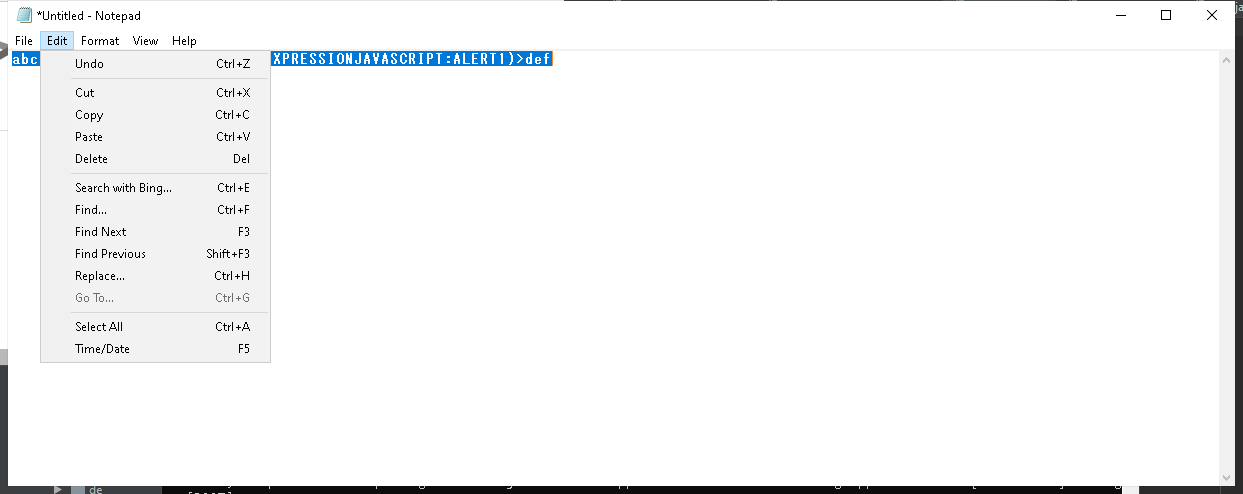 *Untitled - Notepad
File Edit Format View Help
abc XPRESSIONJAVASCRIPT:ALERT1)>def
Undo Ctrl+Z
Cut Ctrl+X
Copy Ctrl+C
Paste Ctrl+V
Delete Del
Search with Bing... Ctrl+E
Find... Ctrl+F
Find Next F3
Find Previous Shift+F3
Replace... Ctrl+H
Go To... Ctrl+G
Select All Ctrl+A
Time/Date F5
de